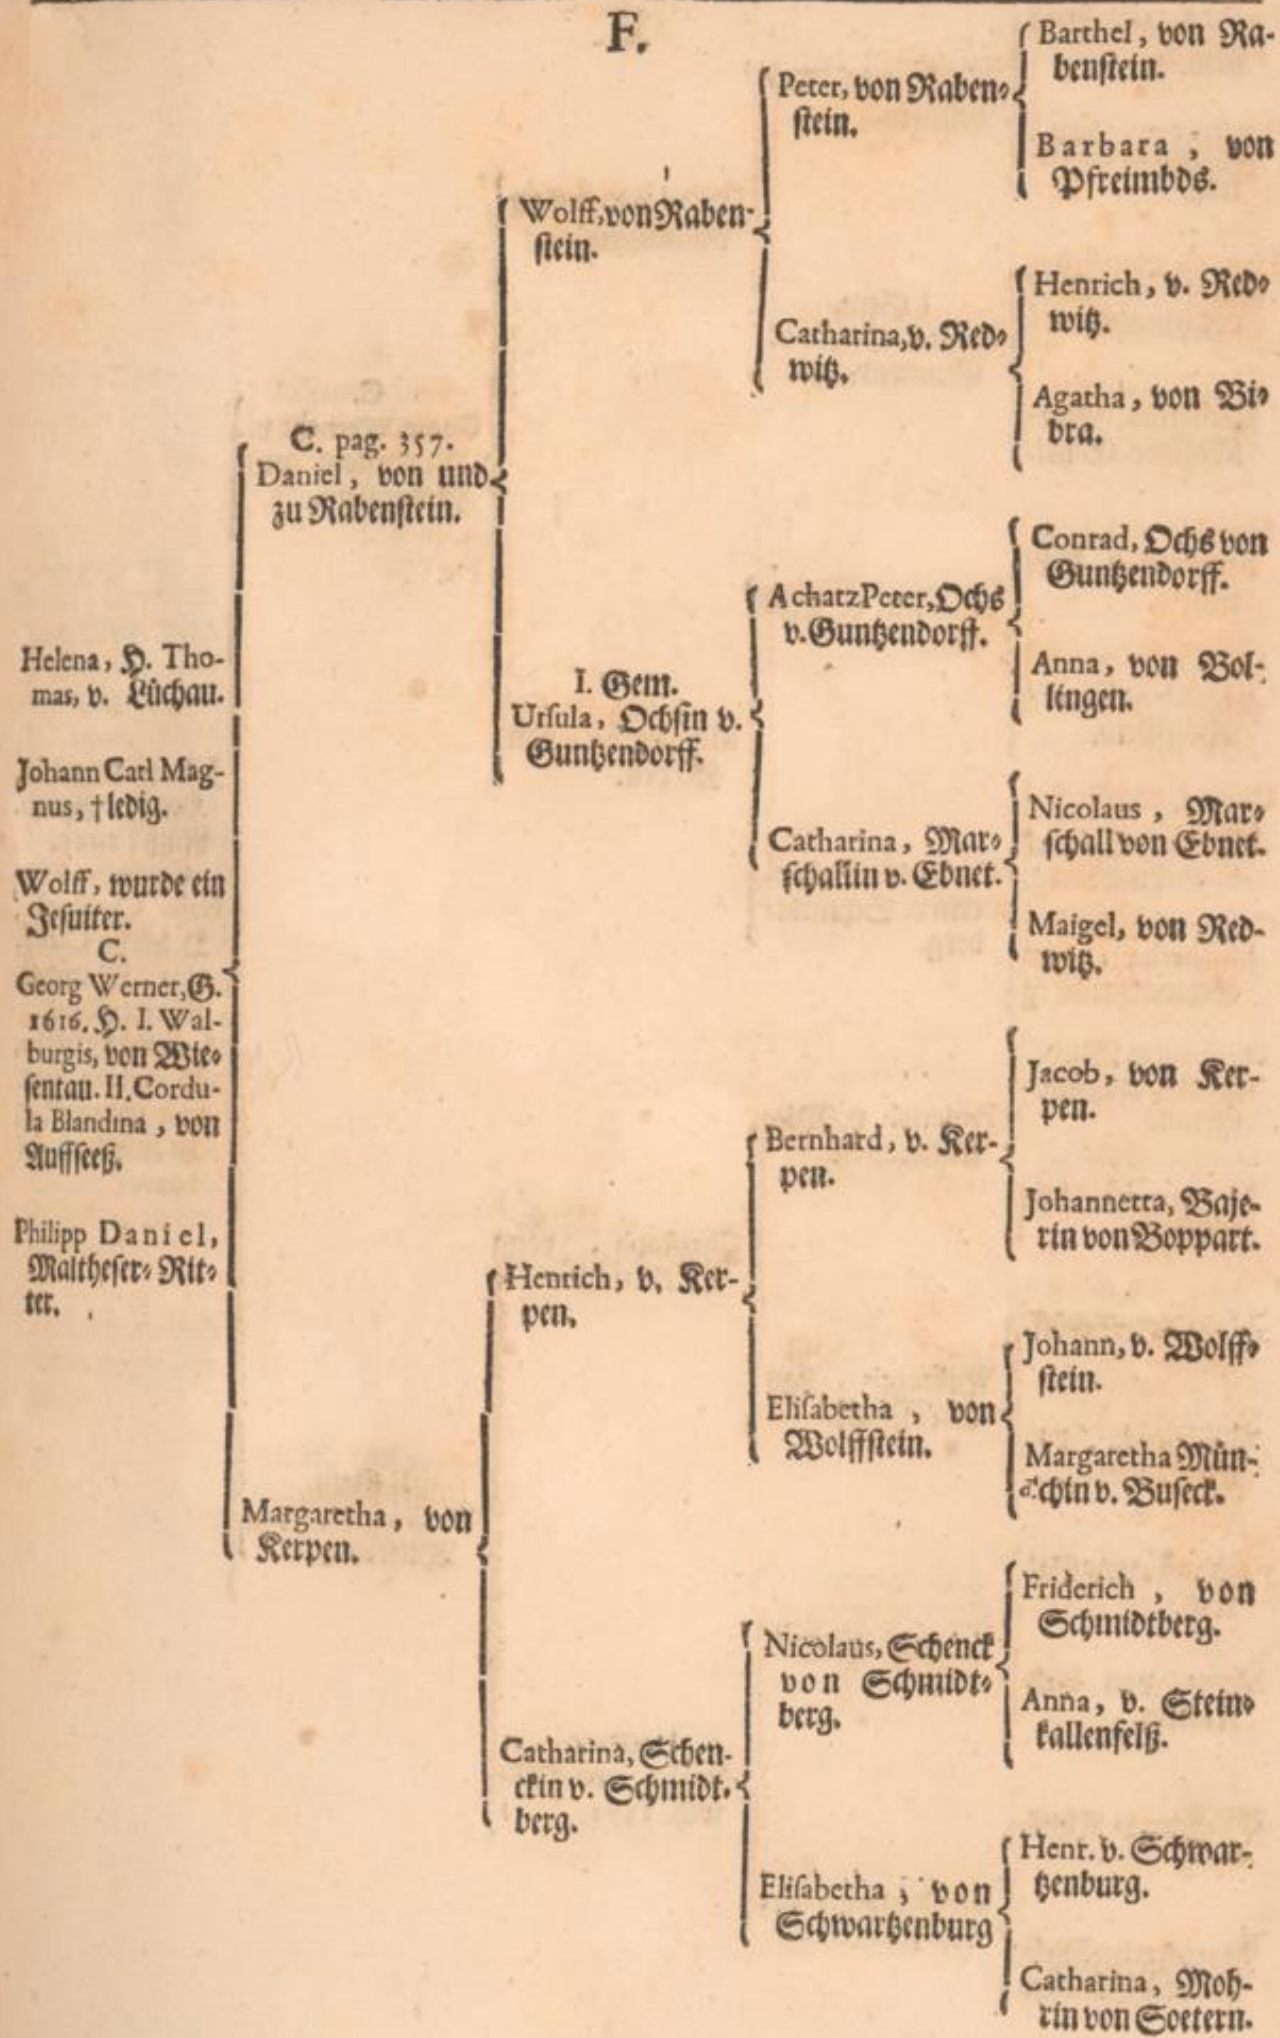 F.
Helena, H. Tho-
mas, v. Lüchau.
Johann Carl Mag-
nus, † ledig.
Wolff, wurde ein
Jesuiter.
C.
Georg Werner, G.
1616. H. I. Wal-
burgis, von Wie-
sentau. II. Cordu-
la Blandina, von
Auffseeß.
Philipp Daniel,
Maltheser-Rit-
ter.
C. pag. 357.
Daniel, von und
zu Rabenstein.
Margaretha, von
Kerpen.
Wolff, von Raben-
stein.
I. Gem.
Ursula, Ochsin v.
Guntzendorff.
Henrich, v. Ker-
pen.
Catharina, Schen-
ckin v. Schmidt-
berg.
Peter, von Raben-
stein.
Catharina, v. Red-
witz.
Achatz Peter, Ochs
v. Guntzendorff.
Catharina, Mar-
schallin v. Ebnet.
Bernhard, v. Ker-
pen.
Elisabetha, von
Wolffstein.
Nicolaus, Schenck
von Schmidt-
berg.
Elisabetha, von
Schwartzenburg
Barthel, von Ra-
benstein.
Barbara, von
Pfreimbds.
Henrich, v. Red-
witz.
Agatha, von Bi-
bra.
Conrad, Ochs von
Guntzendorff.
Anna, von Bol-
lingen.
Nicolaus, Mar-
schall von Ebnet.
Maigel, von Red-
witz.
Jacob, von Ker-
pen.
Johannetta, Baje-
rin von Boppart.
Johann, v. Wolff-
stein.
Margaretha Mün-
chin v. Buseck.
Friderich, von
Schmidtberg.
Anna, v. Stein-
kallenfelß.
Henr. v. Schwar-
tzenburg.
Catharina, Moh-
rin von Soetern.